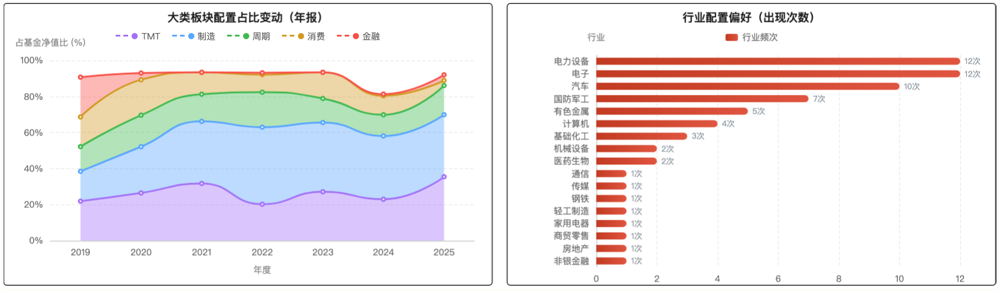 大类板块配置占比变动（年报）
TMT 制造 周期 消费 金融
占基金净值比 (%)
100%
80%
60%
40%
20%
0%
2019 2020 2021 2022 2023 2024 2025
年度
行业配置偏好（出现次数）
行业 行业频次
电力设备 12次
电子 12次
汽车 10次
国防军工 7次
有色金属 5次
计算机 4次
基础化工 3次
机械设备 2次
医药生物 2次
通信 1次
传媒 1次
钢铁 1次
轻工制造 1次
家用电器 1次
商贸零售 1次
房地产 1次
非银金融 1次
0 2 4 6 8 10 12